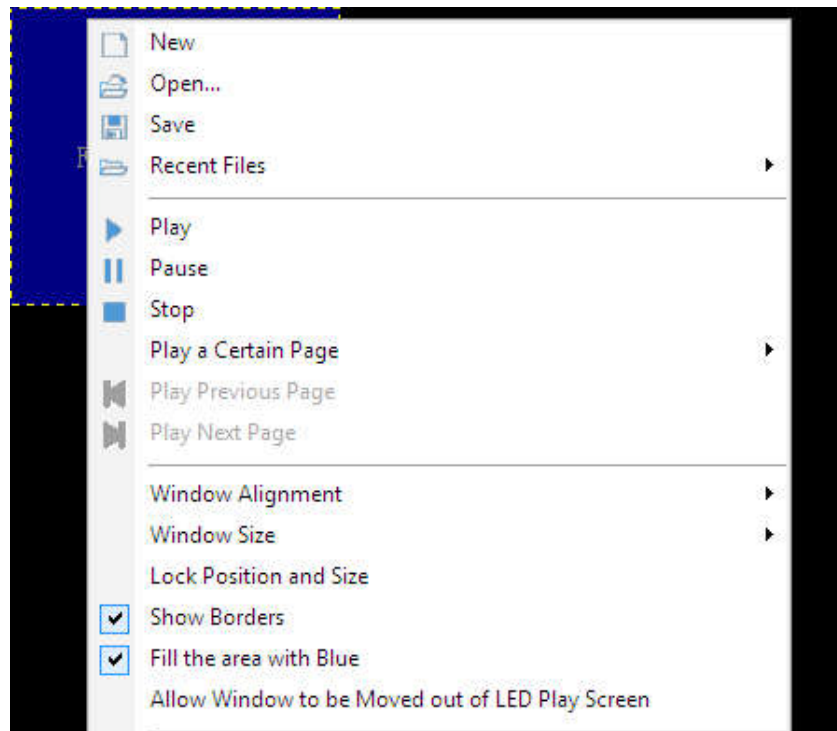 New
Open...
Save
Recent Files
Play
Pause
Stop
Play a Certain Page
Play Previous Page
Play Next Page
Window Alignment
Window Size
Lock Position and Size
Show Borders
Fill the area with Blue
Allow Window to be Moved out of LED Play Screen